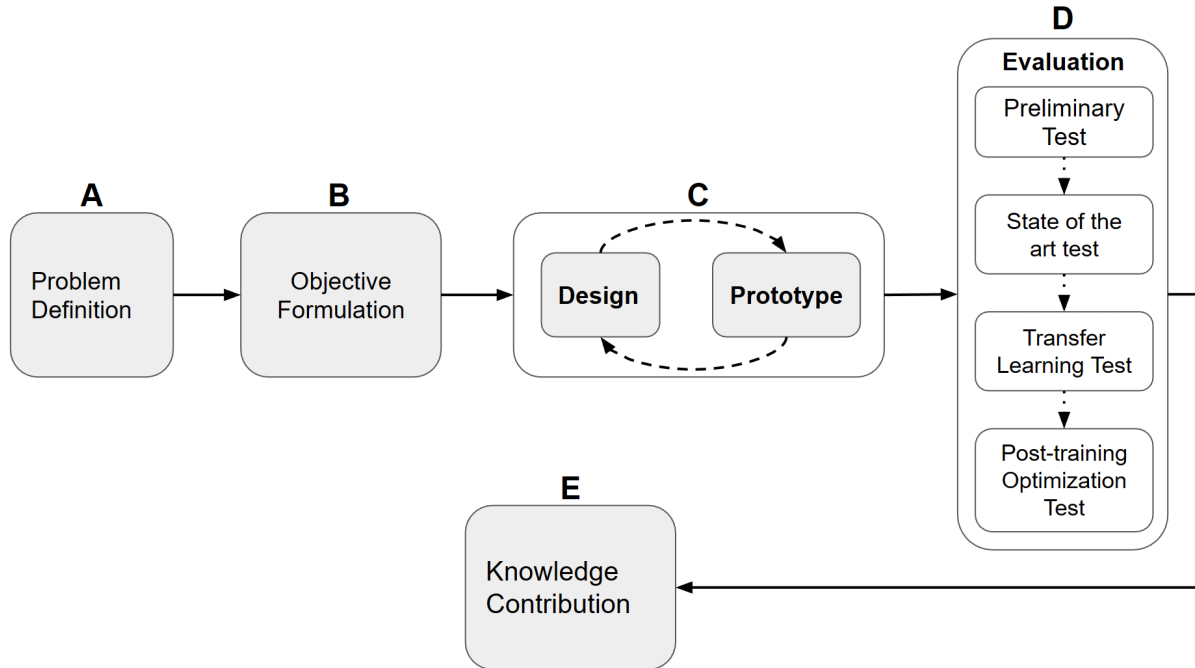 A
Problem
Definition
B
Objective
Formulation
C
Design
Prototype
D
Evaluation
Preliminary
Test
State of the
art test
Transfer
Learning Test
Post-training
Optimization
Test
E
Knowledge
Contribution